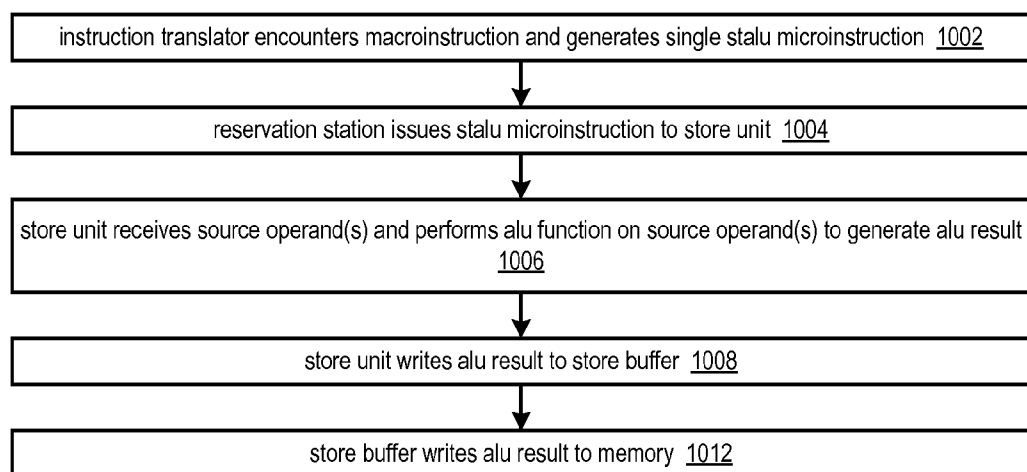 instruction translator encounters macroinstruction and generates single stalu microinstruction 1002
reservation station issues stalu microinstruction to store unit 1004
store unit receives source operand(s) and performs alu function on source operand(s) to generate alu result
1006
store unit writes alu result to store buffer 1008
store buffer writes alu result to memory 1012